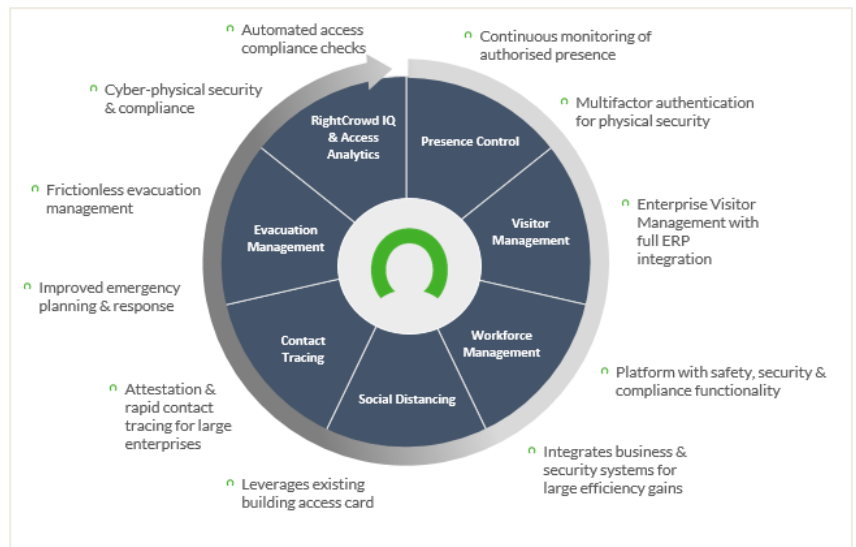 Automated access
compliance checks
Continuous monitoring of
authorised presence
Cyber-physical security
& compliance
Multifactor authentication
for physical security
RightCrowd IQ
& Access
Analytics
Presence Control
Frictionless evacuation
management
Evacuation
Management
Visitor
Management
Enterprise Visitor
Management with
full ERP
integration
Improved emergency
planning & response
Contact
Tracing
Workforce
Management
Social Distancing
Platform with safety, security &
compliance functionality
Attestation &
rapid contact
tracing for large
enterprises
Integrates business &
security systems for
large efficiency gains
Leverages existing
building access card